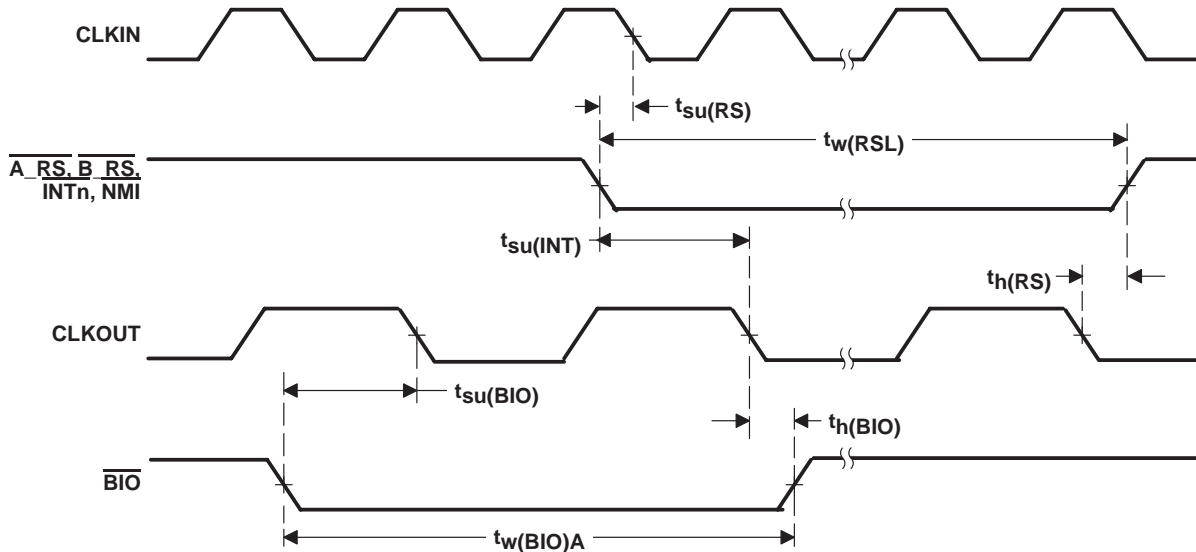 CLKIN
tsu(RS)
tw(RSL)
A_RS, B_RS,
INTn, NMI
tsu(INT)
th(RS)
CLKOUT
tsu(BIO)
th(BIO)
BIO
tw(BIO)A